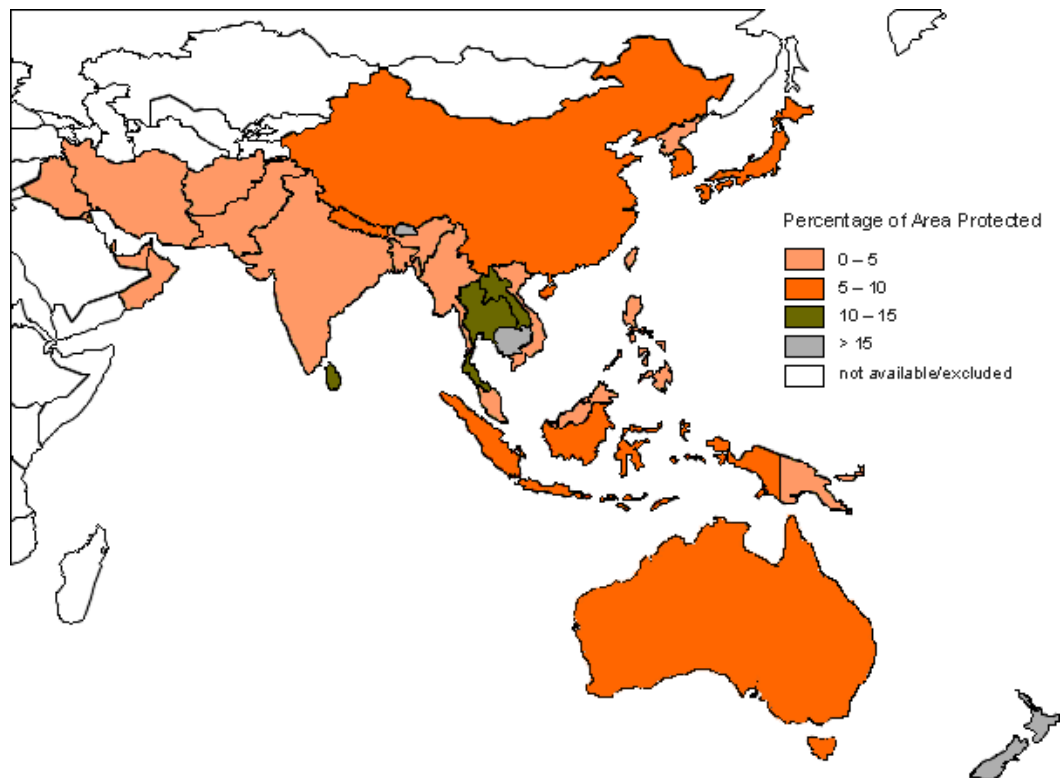 Percentage of Area Protected
0 – 5
5 – 10
10 – 15
> 15
not available/excluded